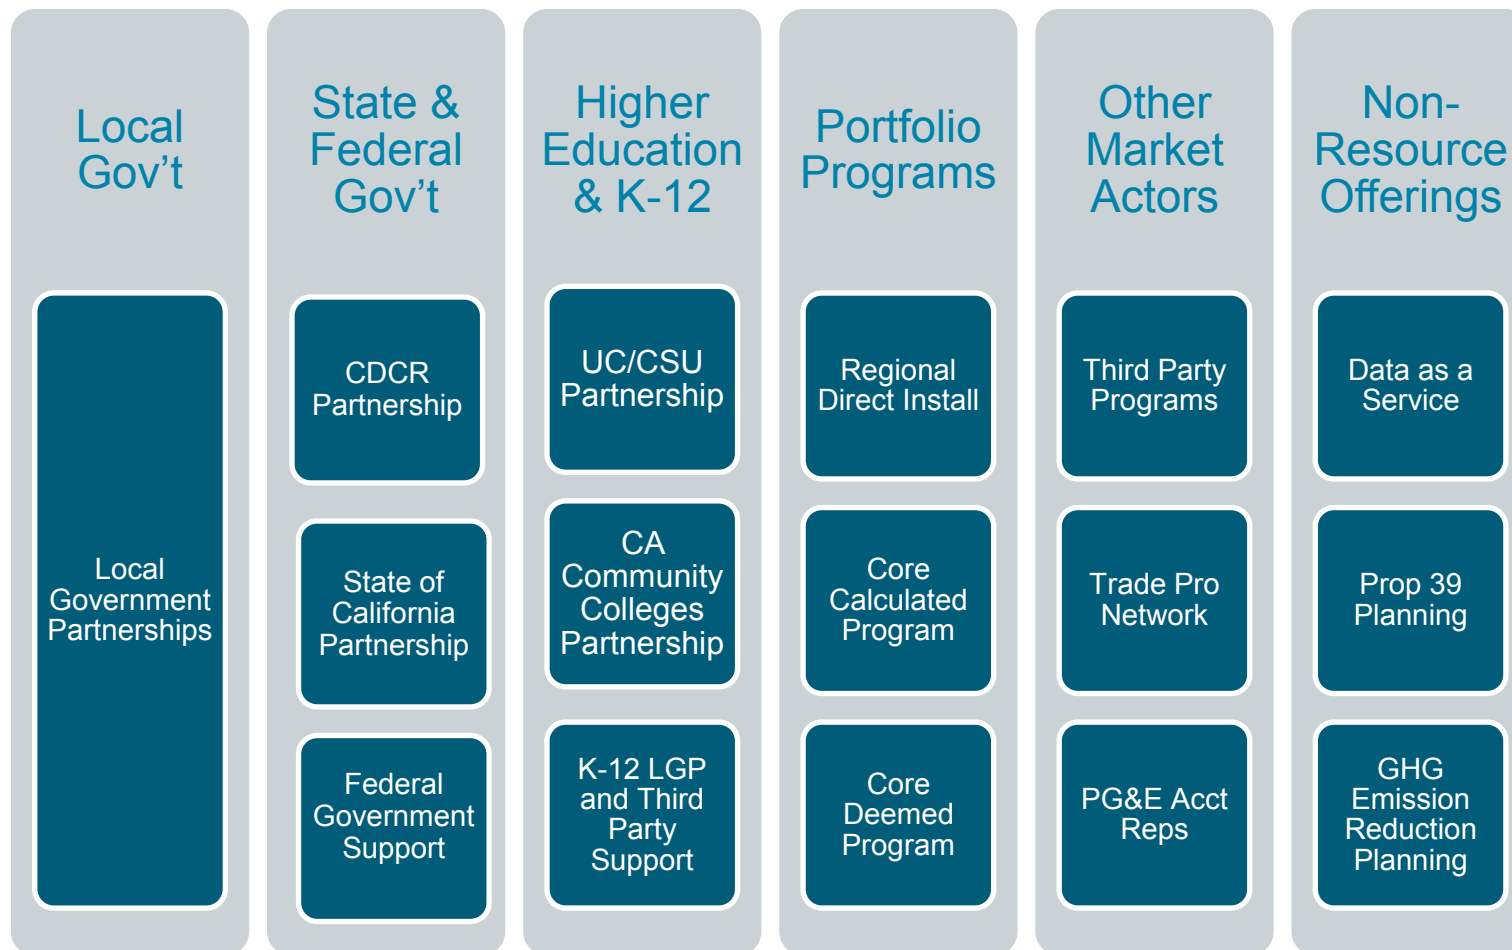 Local
Gov’t
Local
Government
Partnerships
State &
Federal
Gov’t
CDCR
Partnership
State of
California
Partnership
Federal
Government
Support
Higher
Education
& K-12
UC/CSU
Partnership
CA
Community
Colleges
Partnership
K-12 LGP
and Third
Party
Support
Portfolio
Programs
Regional
Direct Install
Core
Calculated
Program
Core
Deemed
Program
Other
Market
Actors
Third Party
Programs
Trade Pro
Network
PG&E Acct
Reps
Non-
Resource
Offerings
Data as a
Service
Prop 39
Planning
GHG
Emission
Reduction
Planning